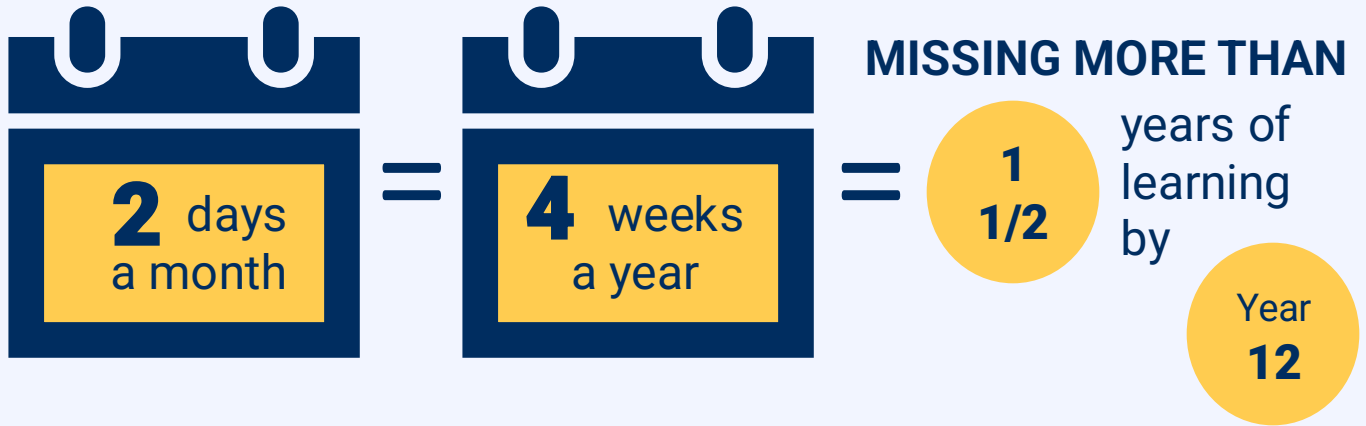 2 days
a month
=
4 weeks
a year
=
MISSING MORE THAN
1
1/2
years of
learning
by
Year
12